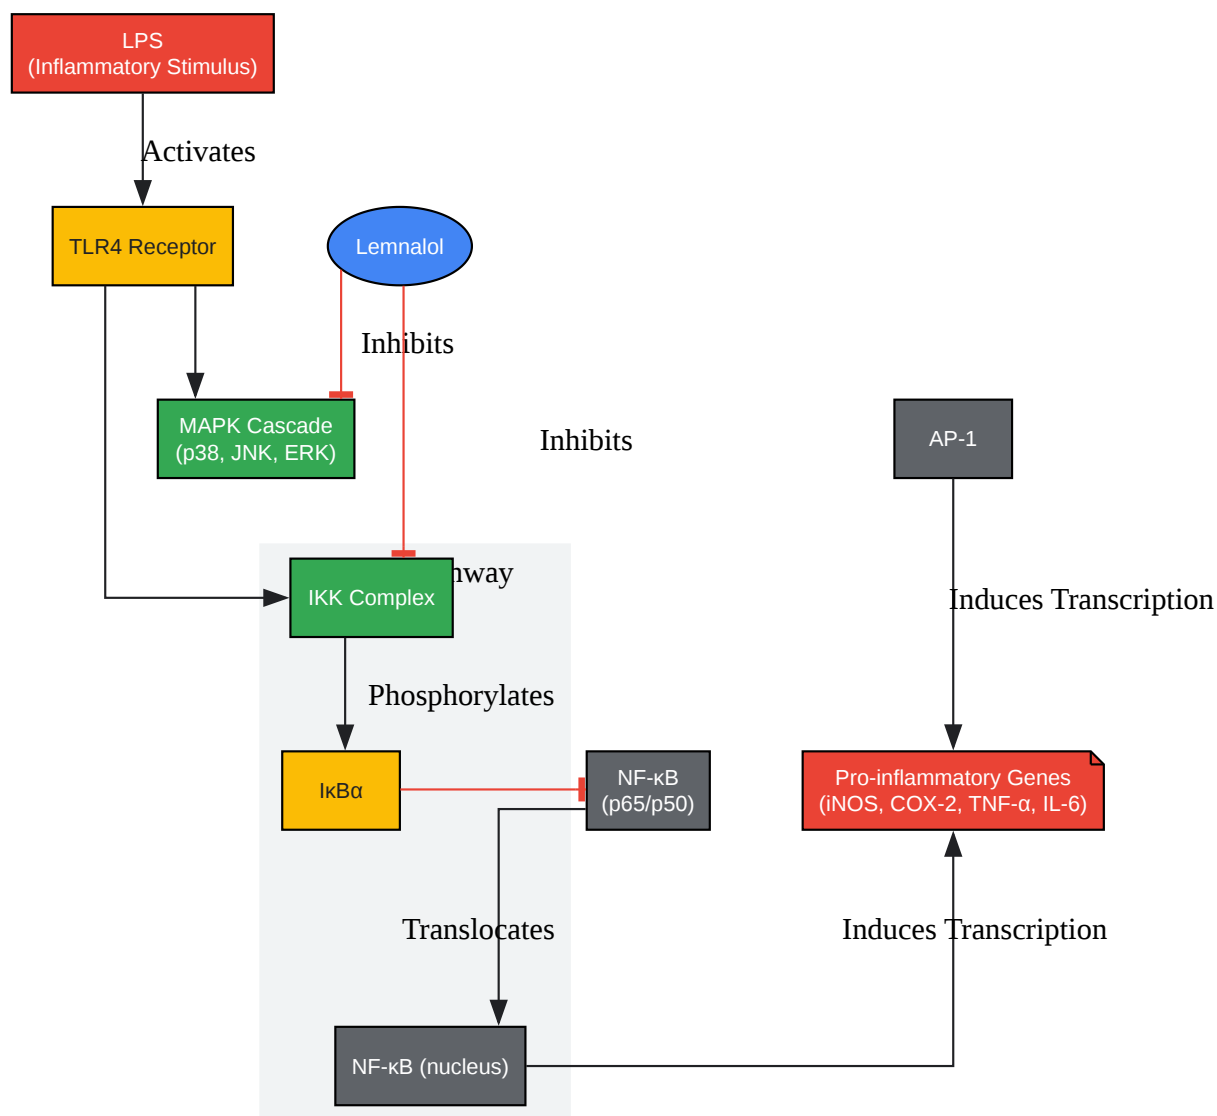 LPS
(Inflammatory Stimulus)
Activates
TLR4 Receptor
Lemnalol
Inhibits
MAPK Cascade
(p38, JNK, ERK)
Inhibits
AP-1
IKK Complex
Induces Transcription
Phosphorylates
IκBα
NF-κB
(p65/p50)
Pro-inflammatory Genes
(iNOS, COX-2, TNF-α, IL-6)
Translocates
Induces Transcription
NF-κB (nucleus)